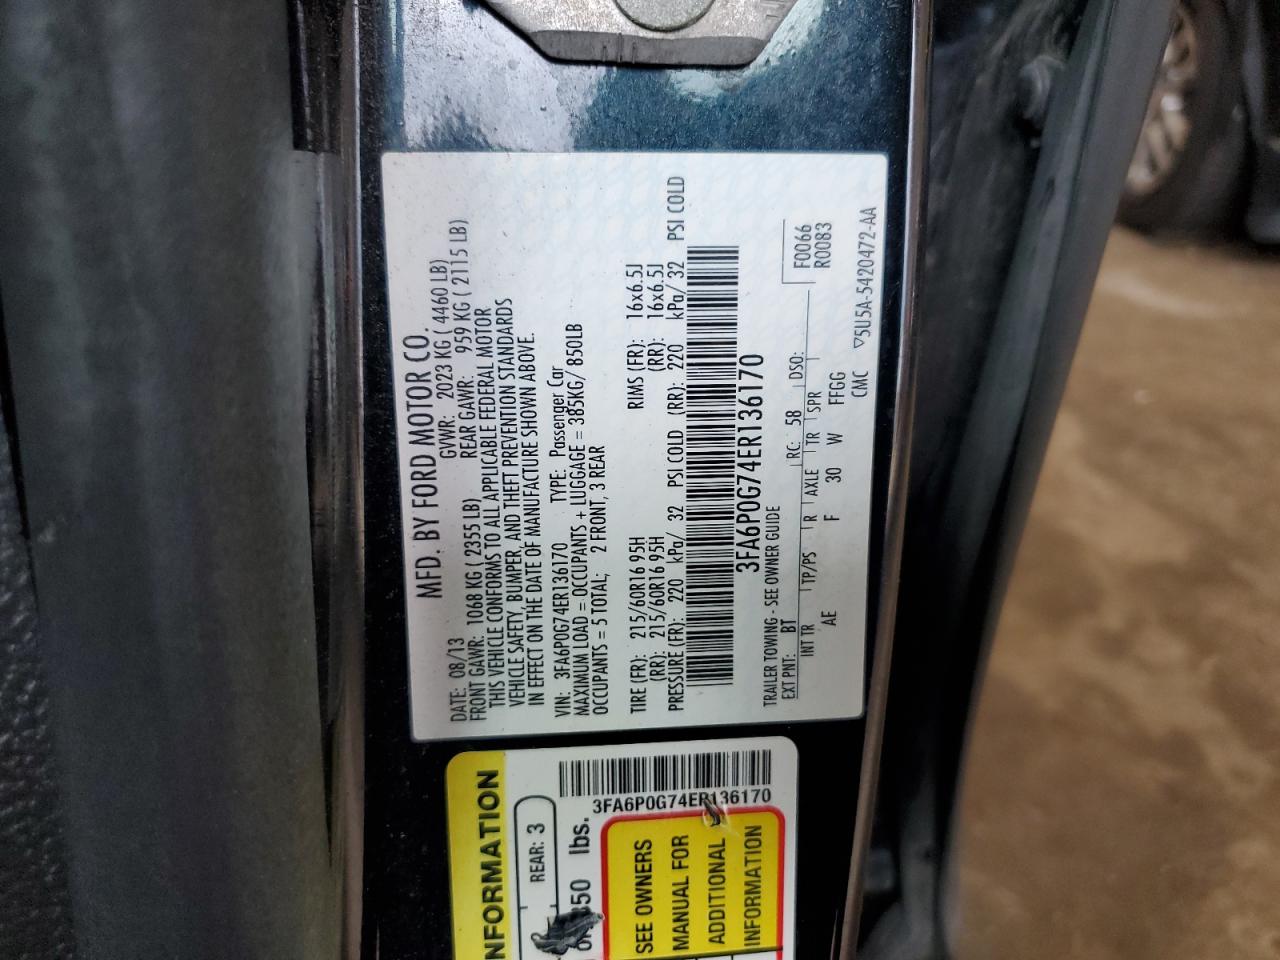 MFD. BY FORD MOTOR CO.
DATE: 08/13 GVWR: 2023 KG ( 4460 LB)
FRONT GAWR: 1068 KG ( 2355 LB) REAR GAWR: 959 KG ( 2115 LB)
THIS VEHICLE CONFORMS TO ALL APPLICABLE FEDERAL MOTOR
VEHICLE SAFETY, BUMPER, AND THEFT PREVENTION STANDARDS
IN EFFECT ON THE DATE OF MANUFACTURE SHOWN ABOVE.
VIN: 3FA6P0G74ER136170 TYPE: Passenger Car
MAXIMUM LOAD = OCCUPANTS + LUGGAGE = 385KG/ 850LB
OCCUPANTS = 5 TOTAL; 2 FRONT, 3 REAR
TIRE (FR): 215/60R16 95H RIMS (FR): 16x6.5J
(RR): 215/60R16 95H (RR): 16x6.5J
PRESSURE (FR): 220 kPa/ 32 PSI COLD (RR): 220 kPa/ 32 PSI COLD
3FA6P0G74ER136170
TRAILER TOWING - SEE OWNER GUIDE
EXT PNT: BT RC: 58 DSO: F0066
R0083
INT TR TP/PS R AXLE TR SPR
AE F 30 W FFGG
CMC ▽5U5A-5420472-AA
NFORMATION
REAR: 3
350 lbs.
3FA6P0G74ER136170
SEE OWNERS
MANUAL FOR
ADDITIONAL
INFORMATION